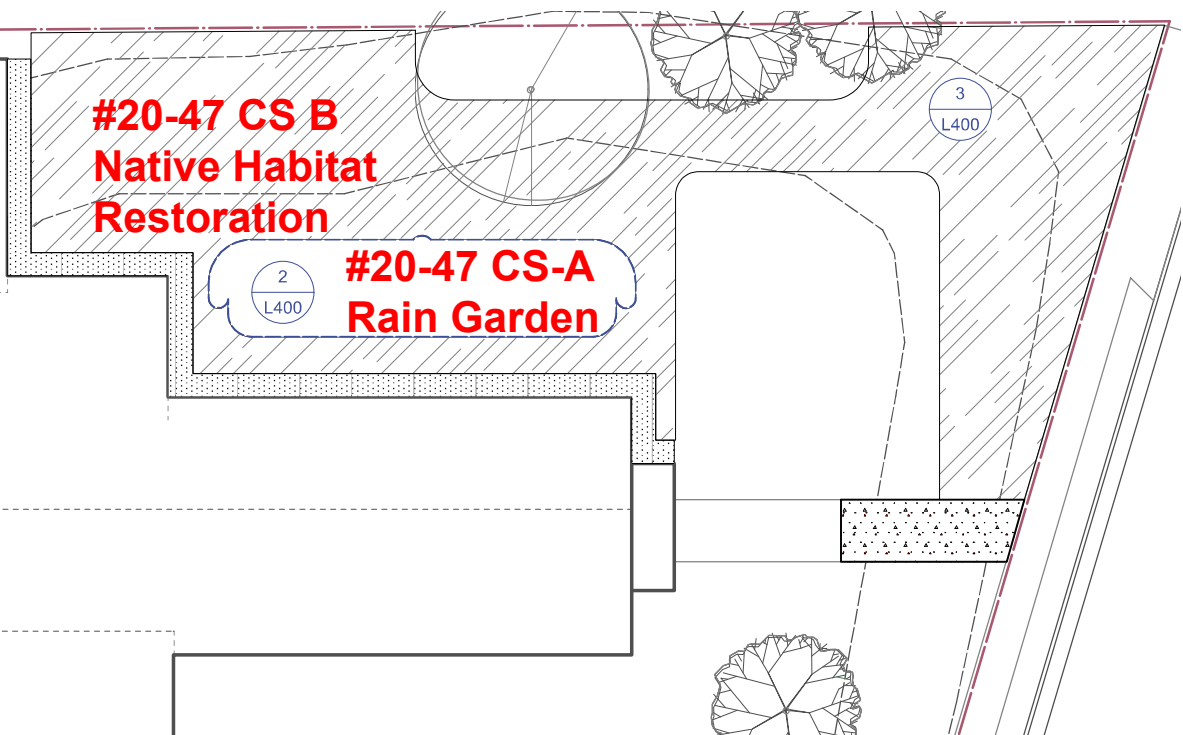 #20-47 CS B
Native Habitat
Restoration
3
L400
2
L400
#20-47 CS-A
Rain Garden